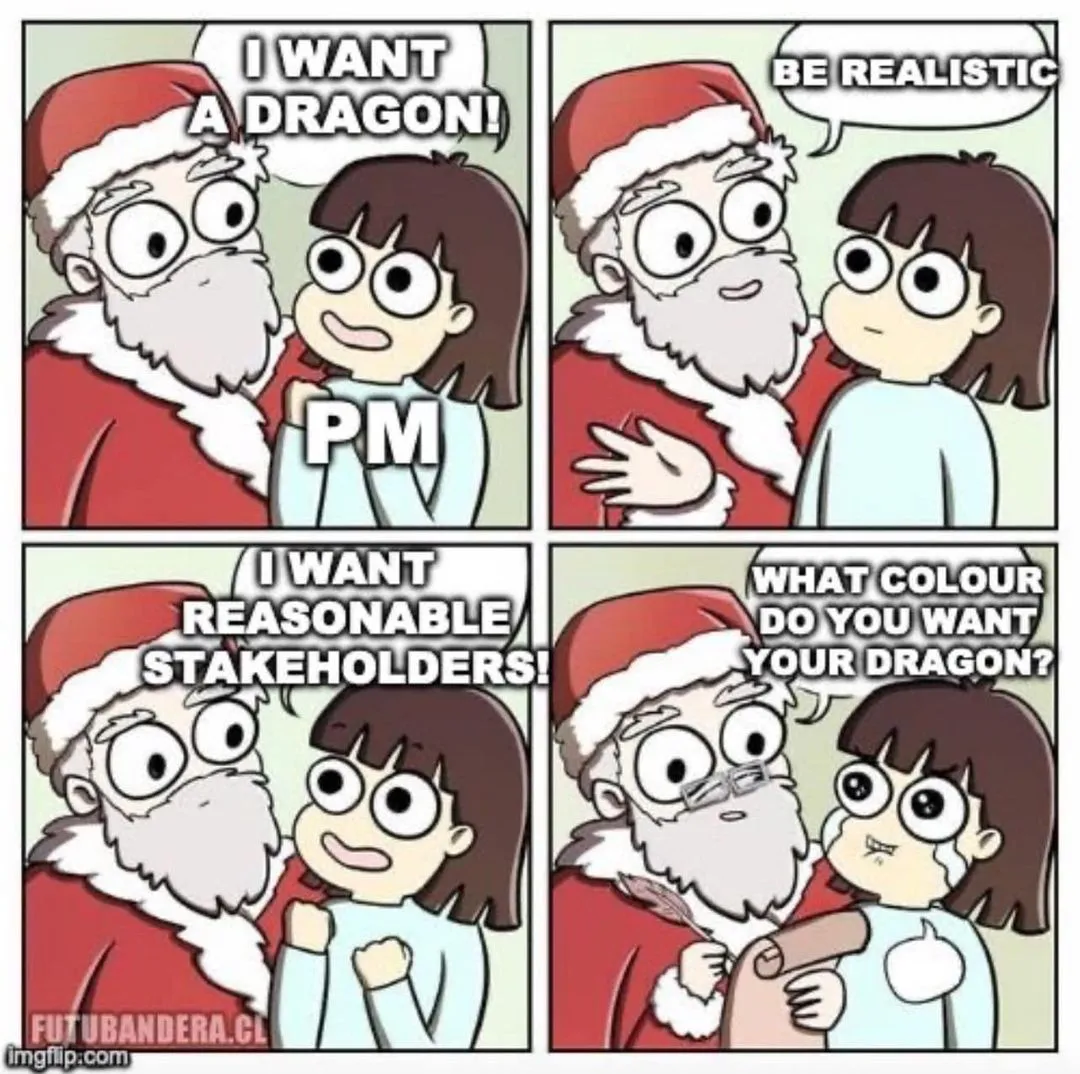 I WANT
A DRAGON!
PM
BE REALISTIC
I WANT
REASONABLE
STAKEHOLDERS!
WHAT COLOUR
DO YOU WANT
YOUR DRAGON?
FUTUBANDERA.CL
imgflip.com